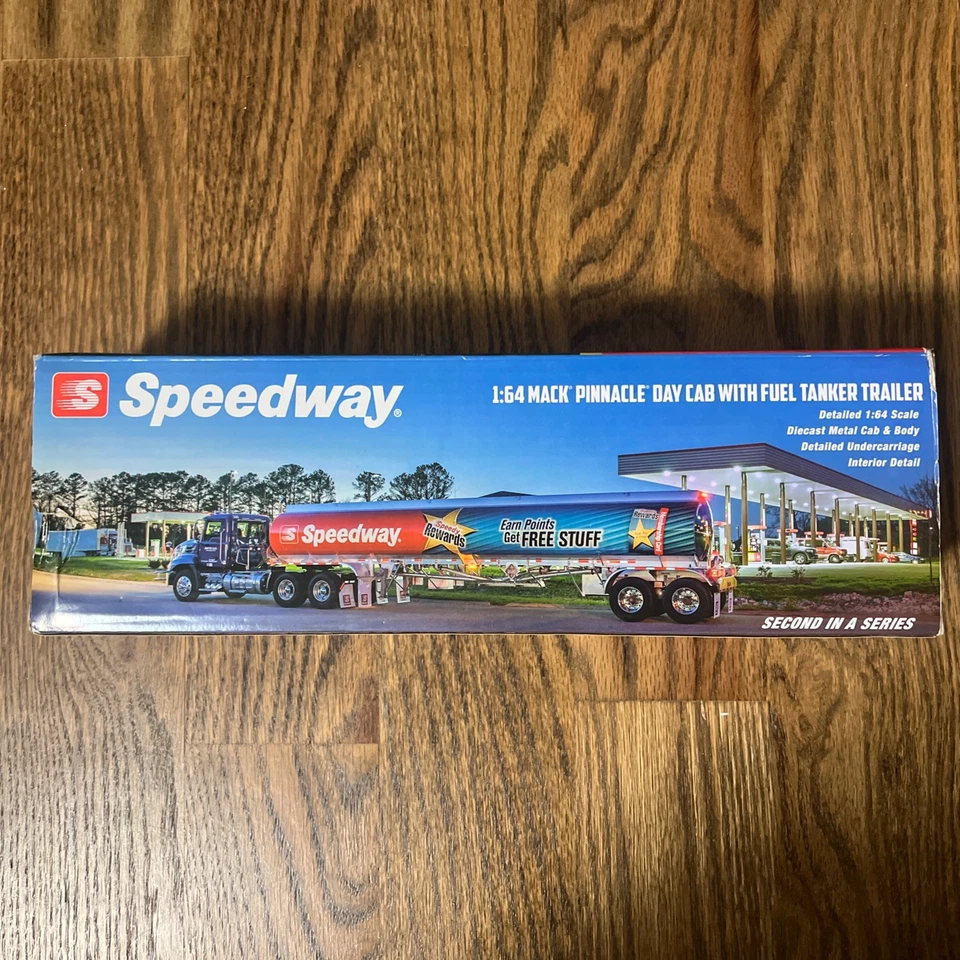 S Speedway®
1:64 MACK® PINNACLE® DAY CAB WITH FUEL TANKER TRAILER
Detailed 1:64 Scale
Diecast Metal Cab & Body
Detailed Undercarriage
Interior Detail
S Speedway.
Speedy
Rewards
Earn Points
Get FREE STUFF
Rewards
SECOND IN A SERIES